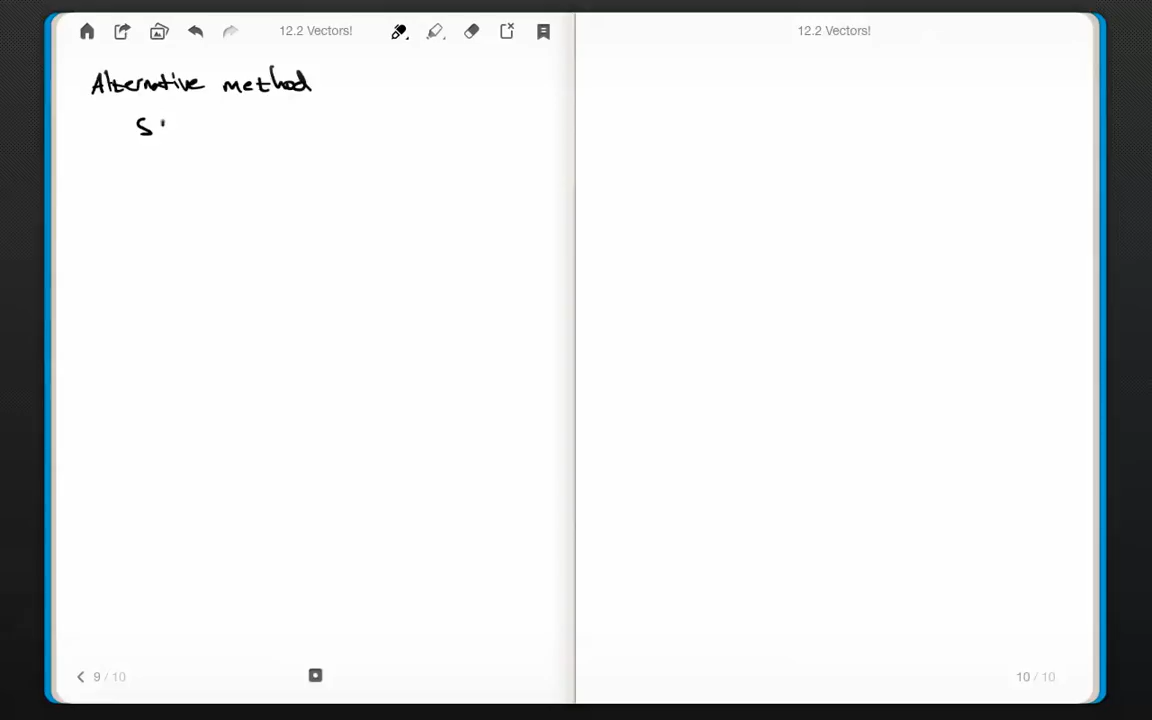 12.2 Vectors!
Alternative method
S
9 / 10
12.2 Vectors!
10 / 10